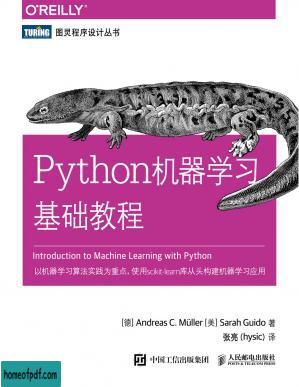 O'REILLY®
TURING 图灵程序设计丛书
Python机器学习
基础教程
Introduction to Machine Learning with Python
以机器学习算法实践为重点,使用scikit-learn库从头构建机器学习应用
[德] Andreas C. Müller [美] Sarah Guido 著
张亮 (hysic) 译
中国工信出版集团 人民邮电出版社
POSTS & TELECOM PRESS
homeofpdf.com